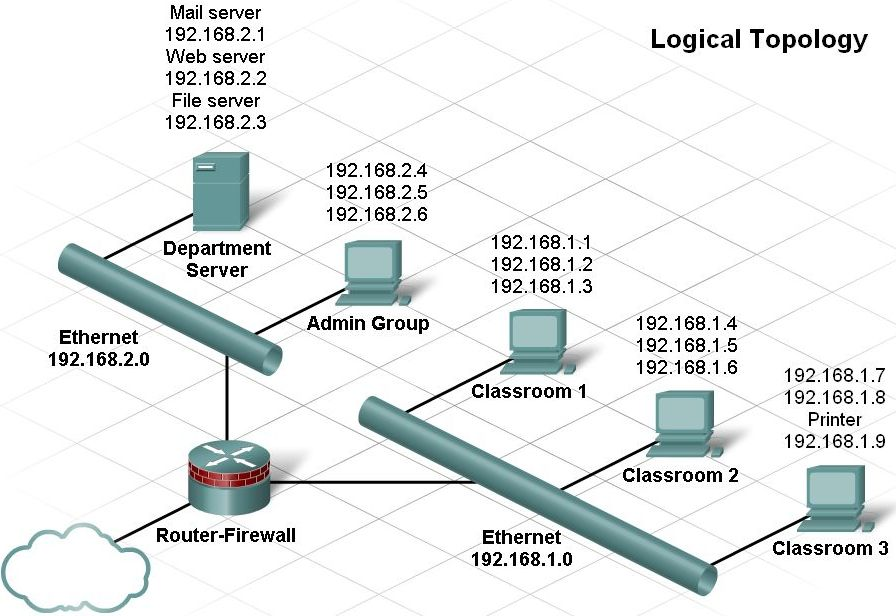 Logical Topology
Mail server
192.168.2.1
Web server
192.168.2.2
File server
192.168.2.3
Department
Server
192.168.2.4
192.168.2.5
192.168.2.6
Admin Group
Ethernet
192.168.2.0
192.168.1.1
192.168.1.2
192.168.1.3
Classroom 1
192.168.1.4
192.168.1.5
192.168.1.6
Classroom 2
192.168.1.7
192.168.1.8
Printer
192.168.1.9
Classroom 3
Router-Firewall
Ethernet
192.168.1.0